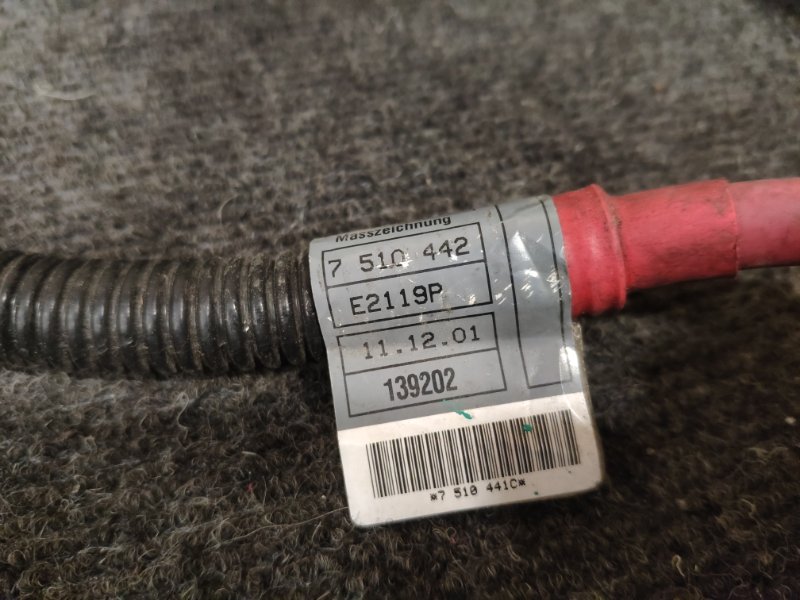 Masszeichnung
7 510 442
E2119P
11.12.01
139202
*7 510 441C*